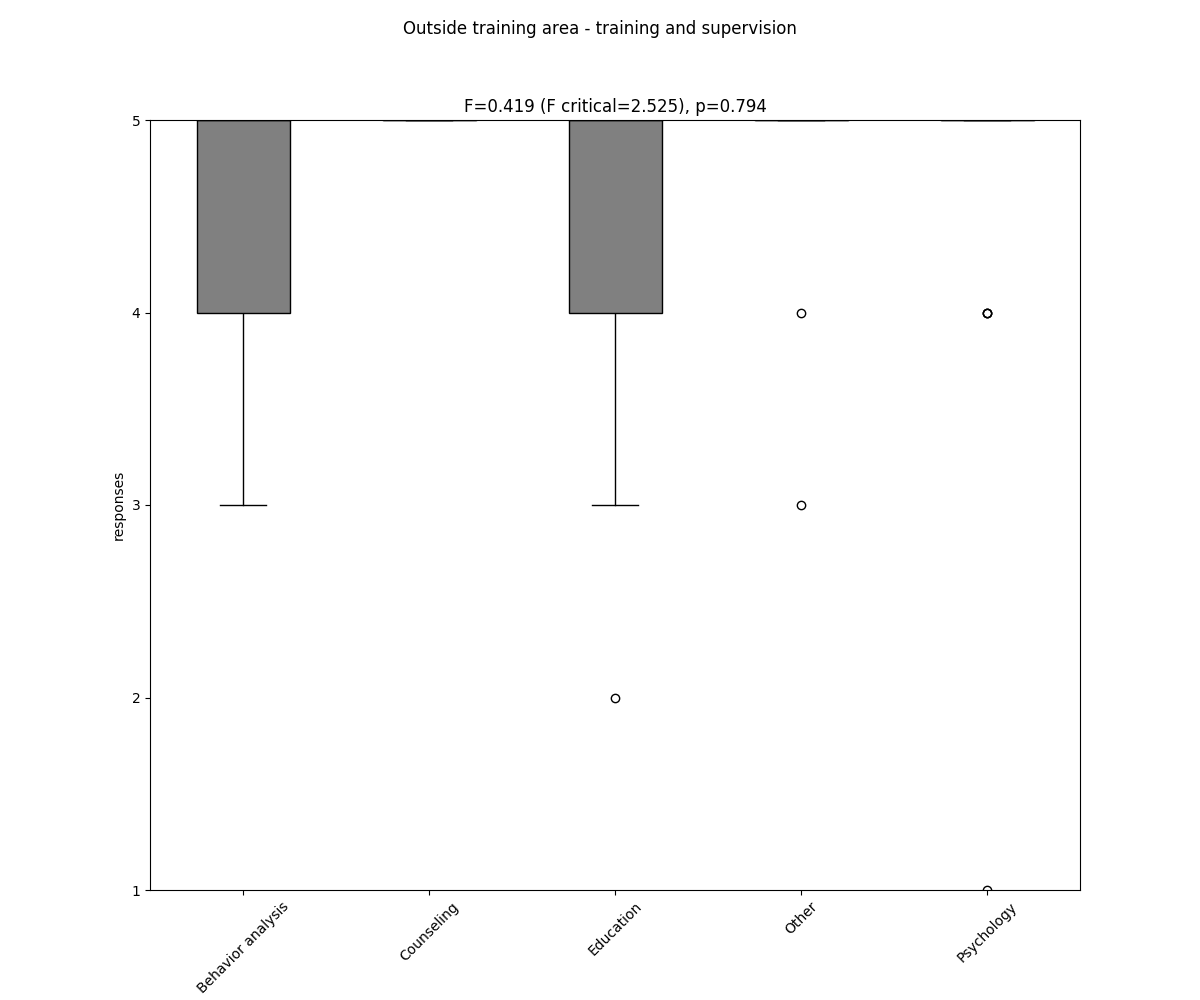 Outside training area - training and supervision
F=0.419 (F critical=2.525), p=0.794
5
4
3
2
1
responses
Behavior analysis
Counseling
Education
Other
Psychology